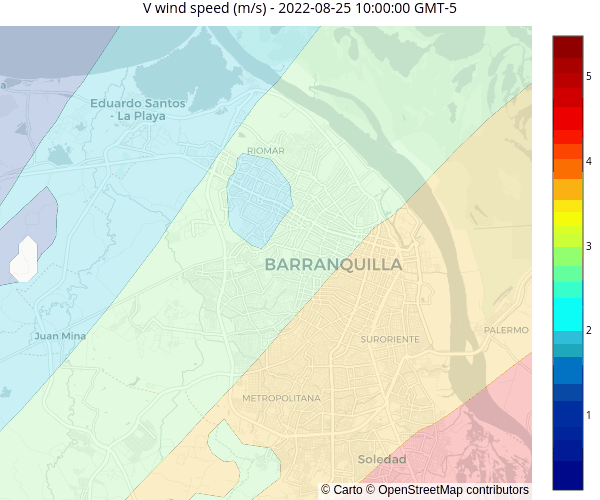 V wind speed (m/s) - 2022-08-25 10:00:00 GMT-5
a
Eduardo Santos
- La Playa
RIOMAR
BARRANQUILLA
Juan Mina
SURORIENTE
PALERMO
METROPOLITANA
Soledad
© Carto © OpenStreetMap contributors
5
4
3
2
1